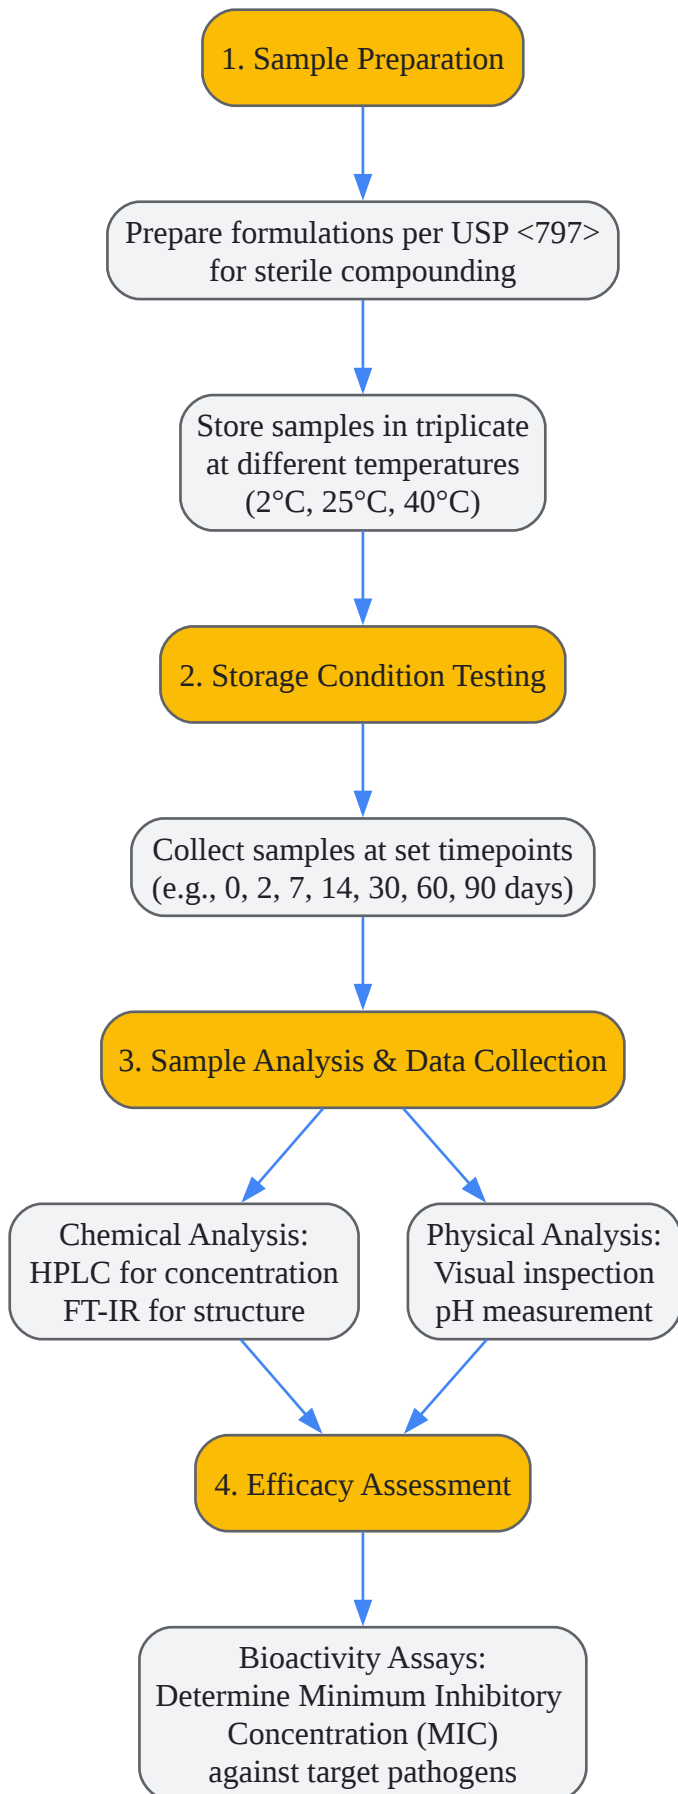 1. Sample Preparation
Prepare formulations per USP <797>
for sterile compounding
Store samples in triplicate
at different temperatures
(2°C, 25°C, 40°C)
2. Storage Condition Testing
Collect samples at set timepoints
(e.g., 0, 2, 7, 14, 30, 60, 90 days)
3. Sample Analysis & Data Collection
Chemical Analysis:
HPLC for concentration
FT-IR for structure
Physical Analysis:
Visual inspection
pH measurement
4. Efficacy Assessment
Bioactivity Assays:
Determine Minimum Inhibitory
Concentration (MIC)
against target pathogens